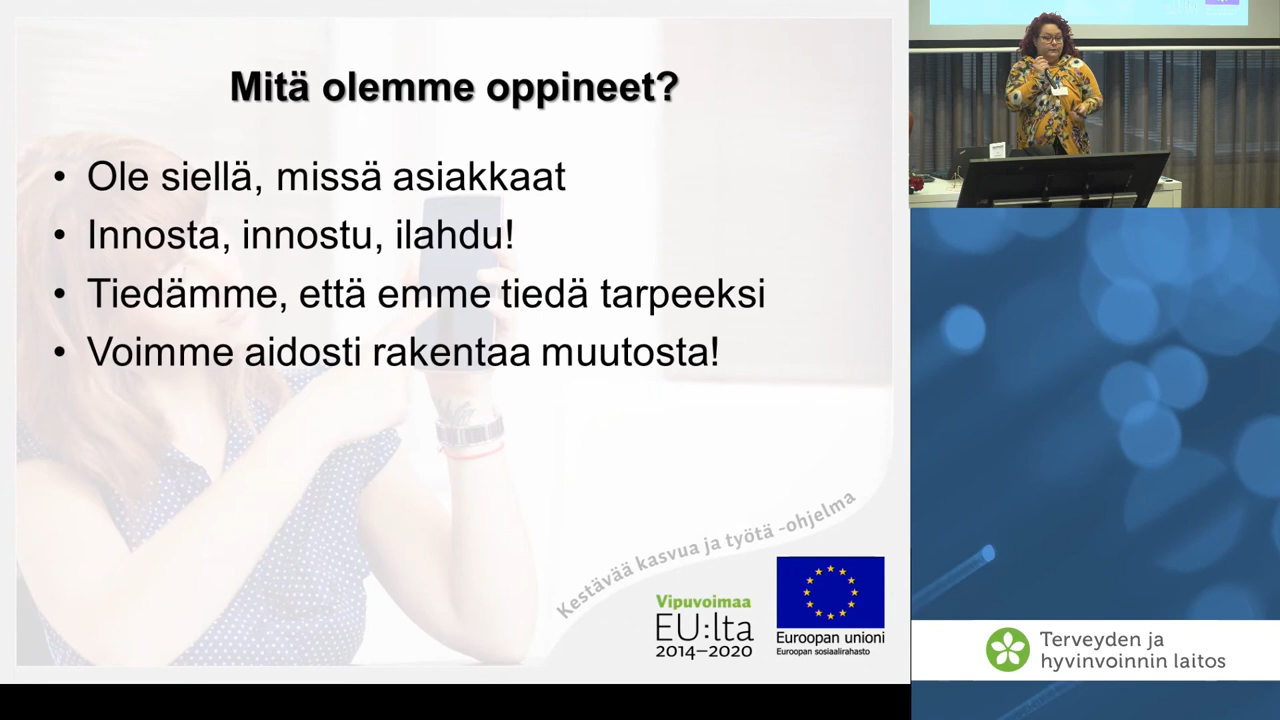 Mitä olemme oppineet?
• Ole siellä, missä asiakkaat
• Innosta, innostu, ilahdu!
• Tiedämme, että emme tiedä tarpeeksi
• Voimme aidosti rakentaa muutosta!
Kestävää kasvua ja työtä -ohjelma
Vipuvoimaa
EU:lta
2014–2020
Euroopan unioni
Euroopan sosiaalirahasto
Terveyden ja
hyvinvoinnin laitos